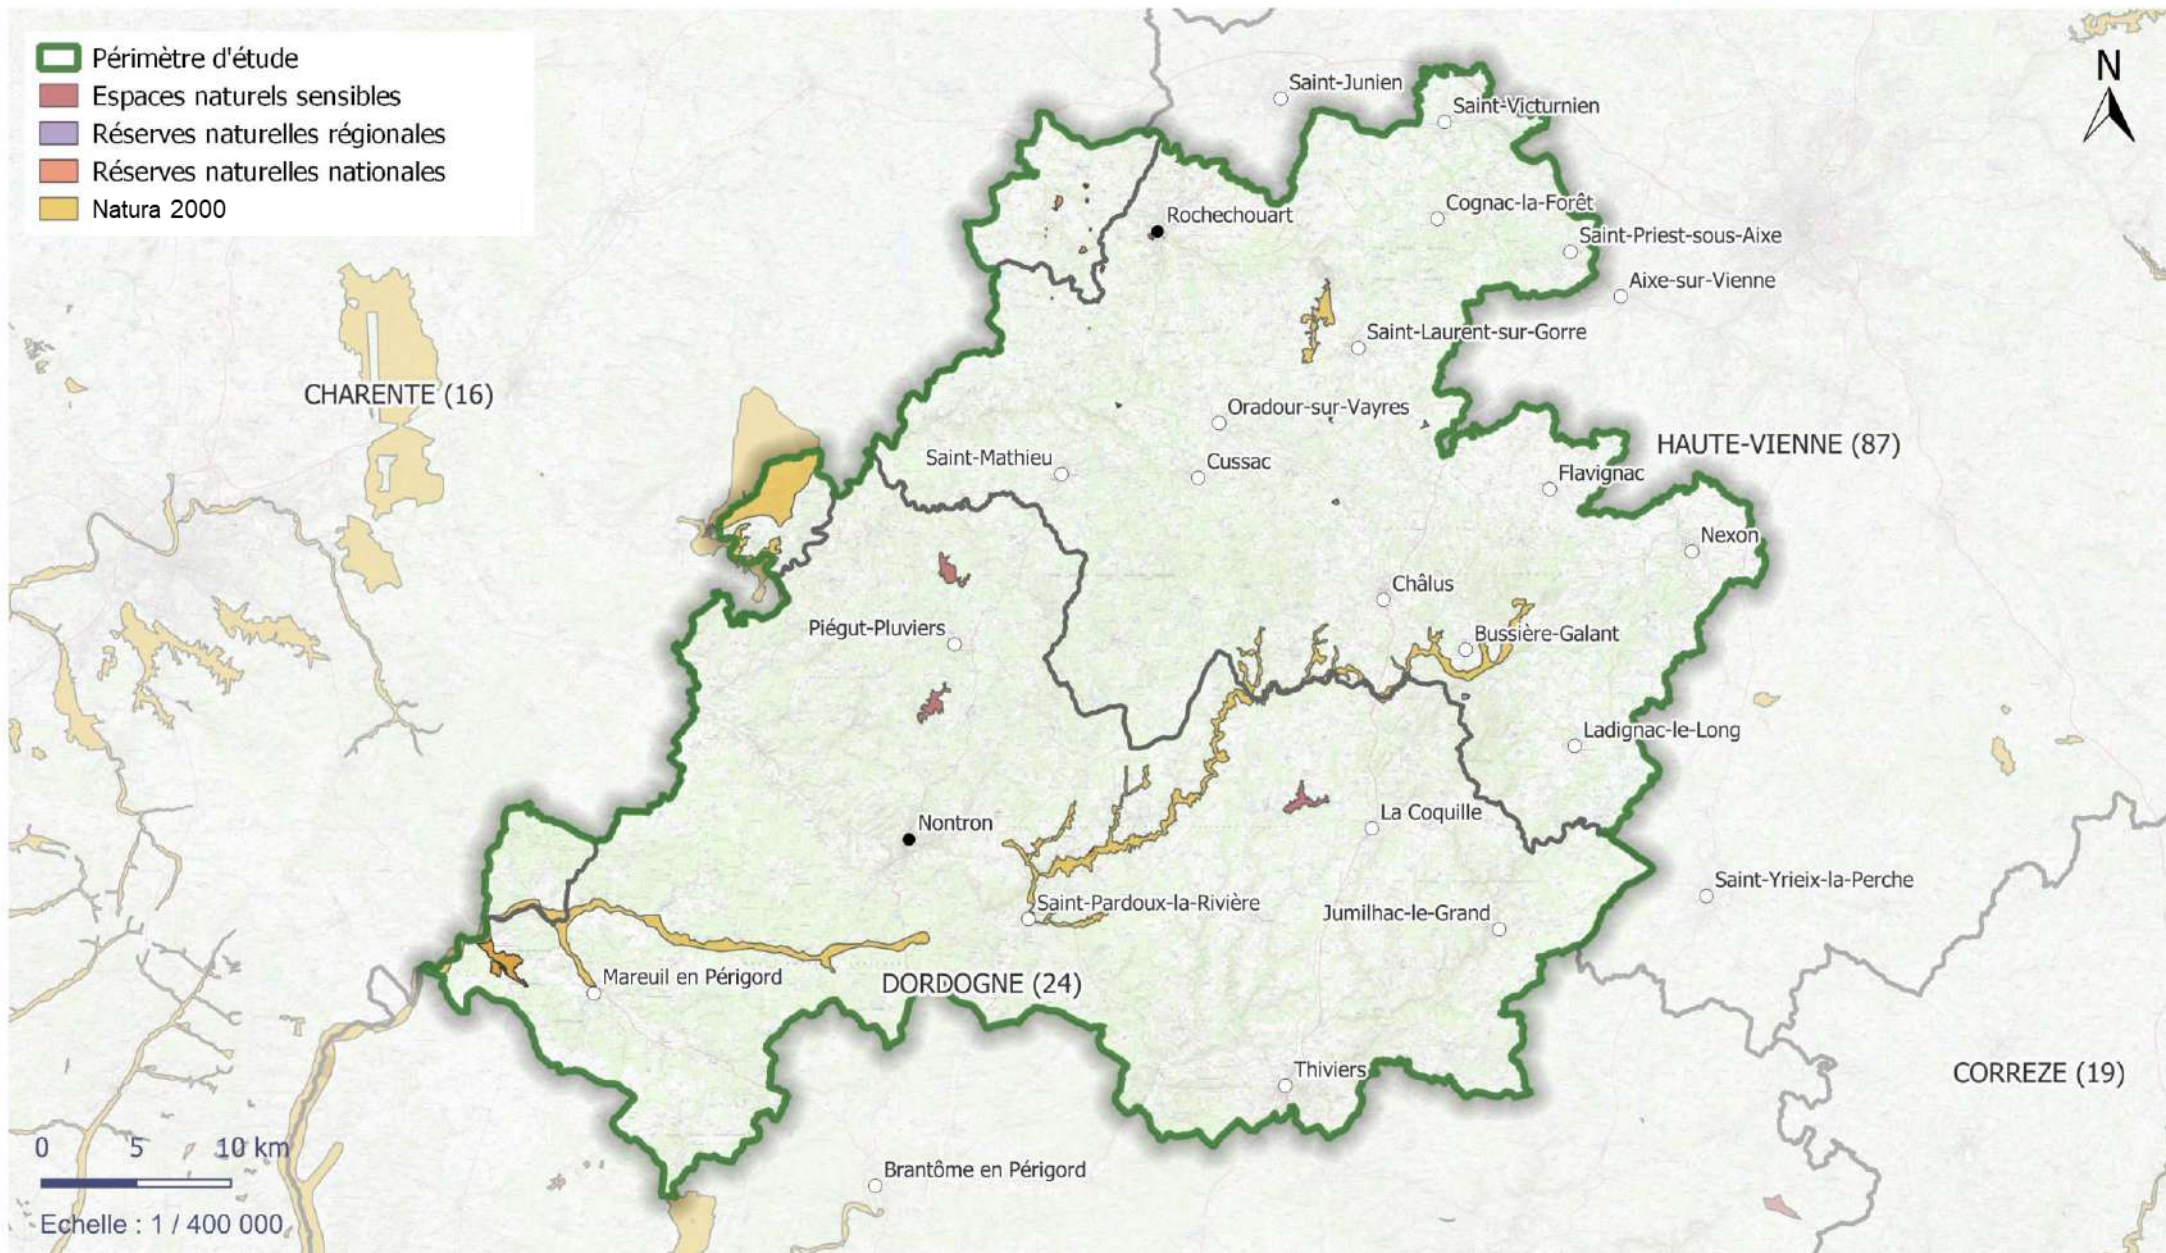 Périmètre d'étude
Espaces naturels sensibles
Réserves naturelles régionales
Réserves naturelles nationales
Natura 2000
N
Saint-Junien
Saint-Victurnien
Rochechouart
Cognac-la-Forêt
Saint-Priest-sous-Aixe
Aixe-sur-Vienne
Saint-Laurent-sur-Gorre
CHARENTE (16)
Oradour-sur-Vayres
HAUTE-VIENNE (87)
Saint-Mathieu
Cussac
Flavignac
Nexon
Châlus
Piégut-Pluviers
Bussière-Galant
Ladignac-le-Long
Nontron
La Coquille
Saint-Yrieix-la-Perche
Saint-Pardoux-la-Rivière
Jumilhac-le-Grand
Mareuil en Périgord
DORDOGNE (24)
Thiviers
CORREZE (19)
Brantôme en Périgord
0 5 10 km
Echelle : 1 / 400 000